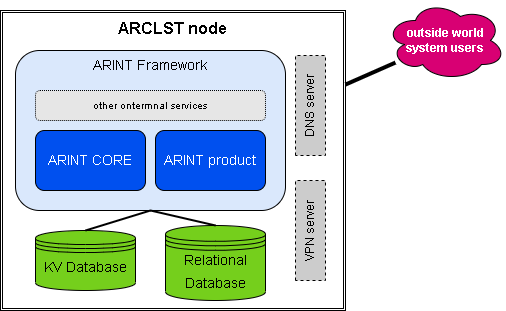 ARCLST node
outside world
system users
ARINT Framework
other ontermnal services
DNS server
ARINT CORE
ARINT product
VPN server
KV Database
Relational
Database